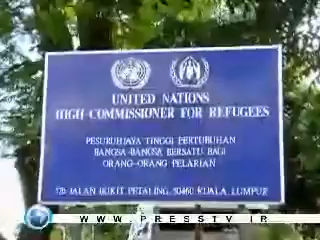 UNITED NATIONS
HIGH COMMISSIONER FOR REFUGEES
PESURUHJAYA TINGGI PERTUBUHAN
BANGSA-BANGSA BERSATU BAGI
ORANG-ORANG PELARIAN
JALAN BUKIT PETALING, 50460 KUALA LUMPUR
WWW.PRESSTV.IR